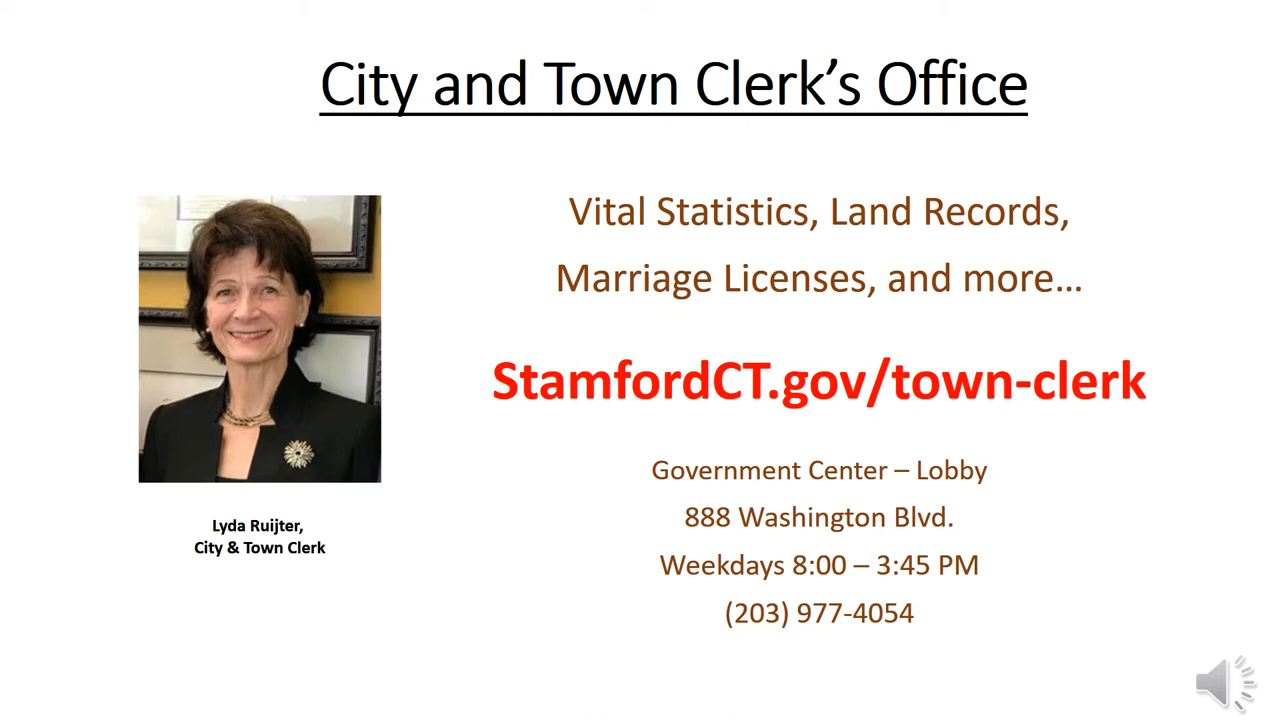 City and Town Clerk’s Office
Vital Statistics, Land Records,
Marriage Licenses, and more…
StamfordCT.gov/town-clerk
Government Center – Lobby
888 Washington Blvd.
Weekdays 8:00 – 3:45 PM
(203) 977-4054
Lyda Ruijter,
City & Town Clerk